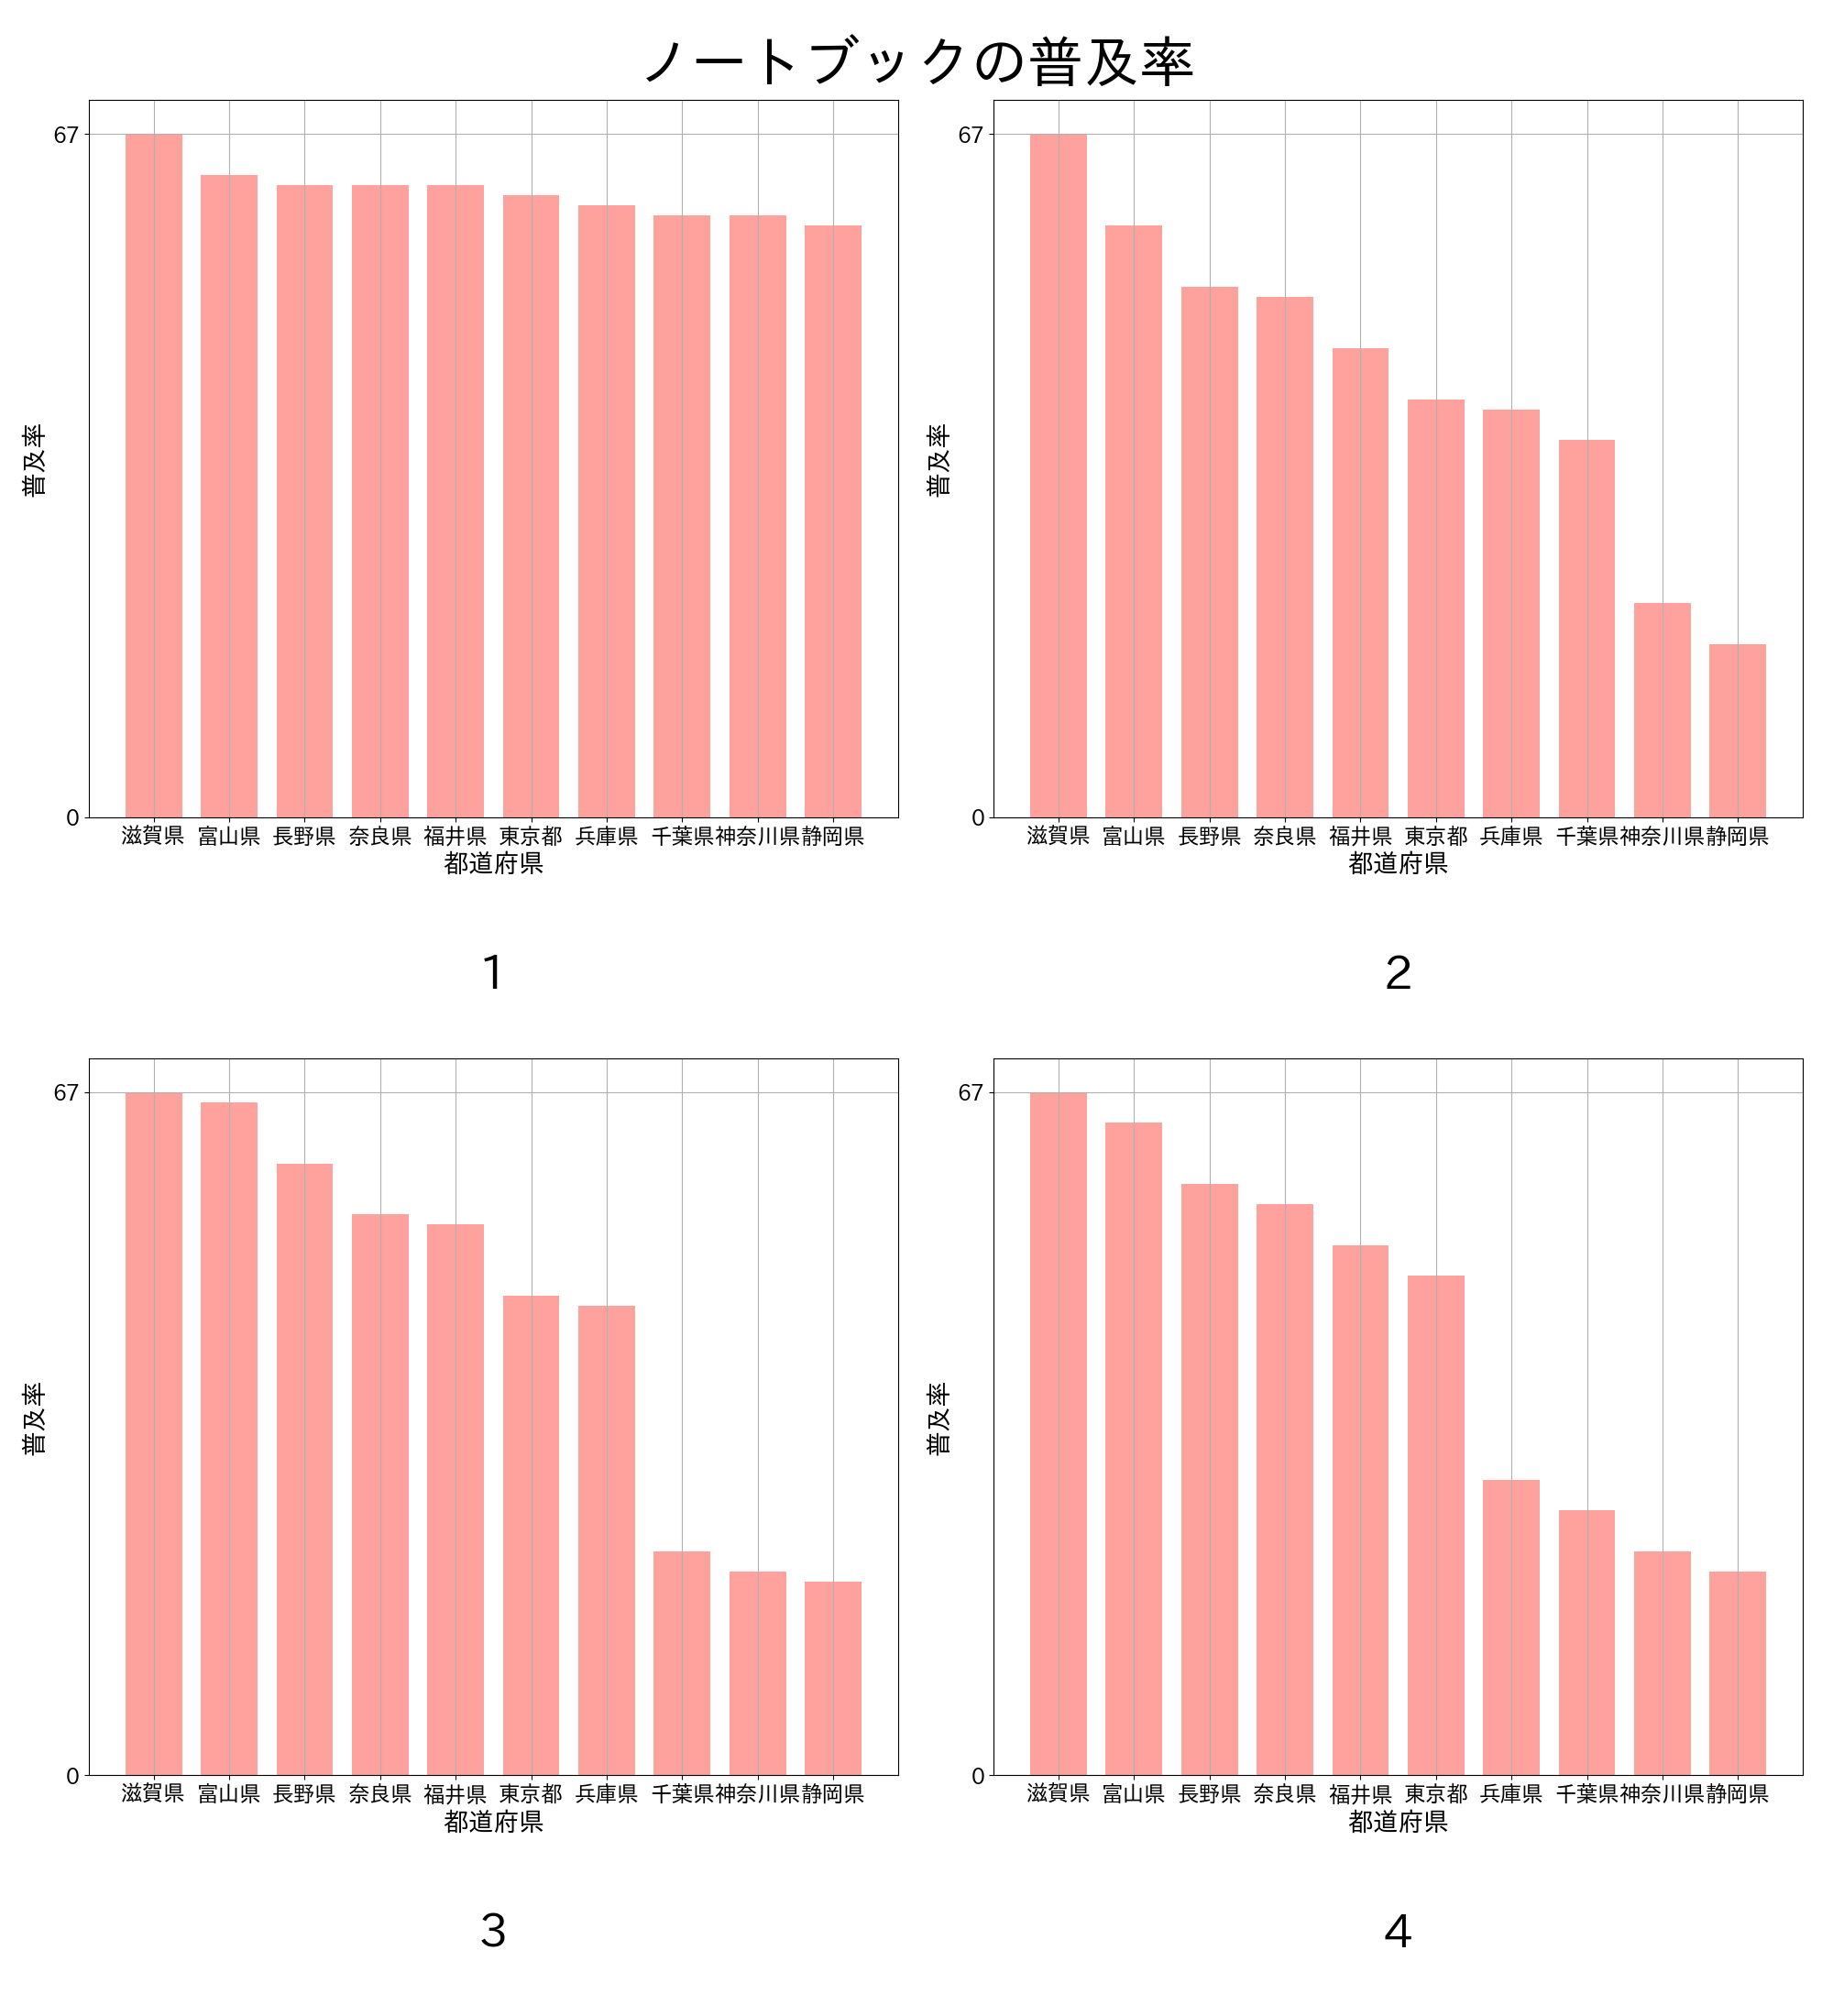 ノートブックの普及率
67
0
普及率
滋賀県 富山県 長野県 奈良県 福井県 東京都 兵庫県 千葉県 神奈川県 静岡県
都道府県
1
67
0
普及率
滋賀県 富山県 長野県 奈良県 福井県 東京都 兵庫県 千葉県 神奈川県 静岡県
都道府県
2
67
0
普及率
滋賀県 富山県 長野県 奈良県 福井県 東京都 兵庫県 千葉県 神奈川県 静岡県
都道府県
3
67
0
普及率
滋賀県 富山県 長野県 奈良県 福井県 東京都 兵庫県 千葉県 神奈川県 静岡県
都道府県
4